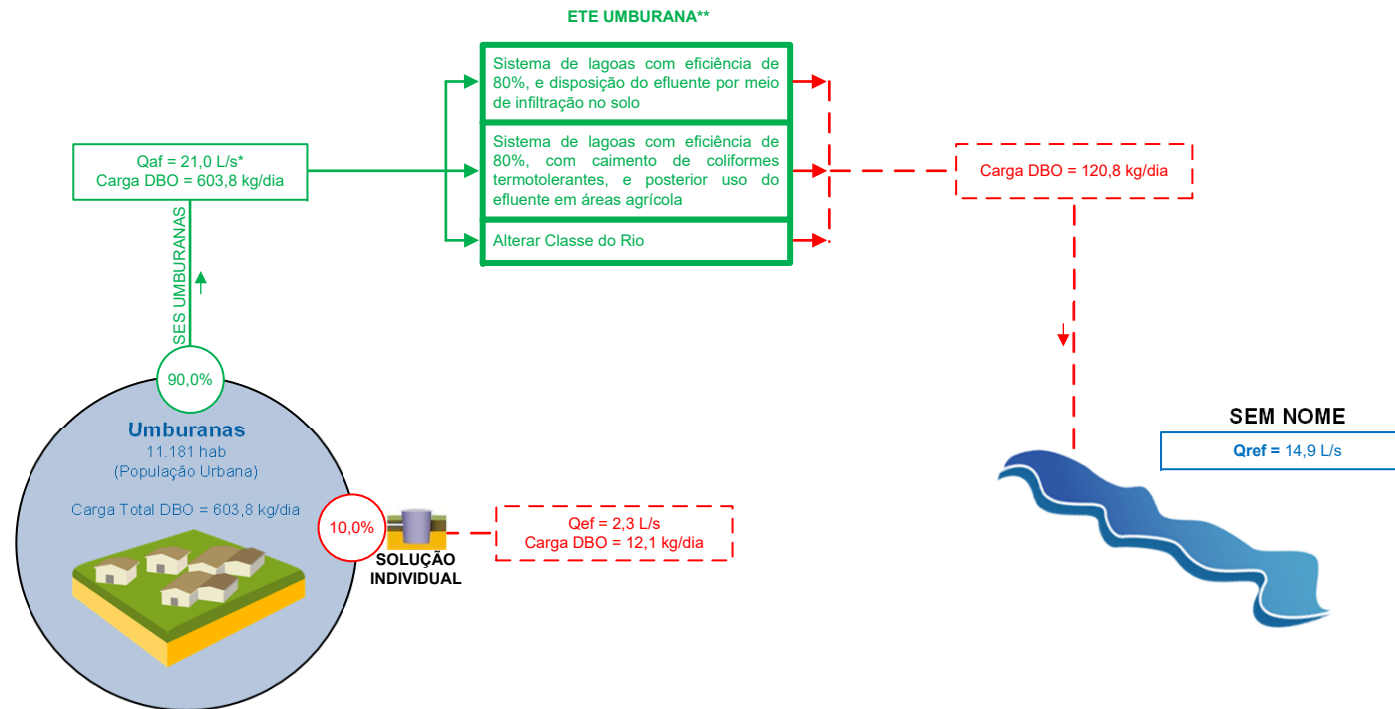 ETE UMBURANA**
Sistema de lagoas com eficiência de
80%, e disposição do efluente por meio
de infiltração no solo
Sistema de lagoas com eficiência de
80%, com caimento de coliformes
termotolerantes, e posterior uso do
efluente em áreas agrícola
Alterar Classe do Rio
Qaf = 21,0 L/s*
Carga DBO = 603,8 kg/dia
Carga DBO = 120,8 kg/dia
SES UMBURANAS
90,0%
Umburanas
11.181 hab
(População Urbana)
Carga Total DBO = 603,8 kg/dia
10,0%
SOLUÇÃO
INDIVIDUAL
Qef = 2,3 L/s
Carga DBO = 12,1 kg/dia
SEM NOME
Qref = 14,9 L/s